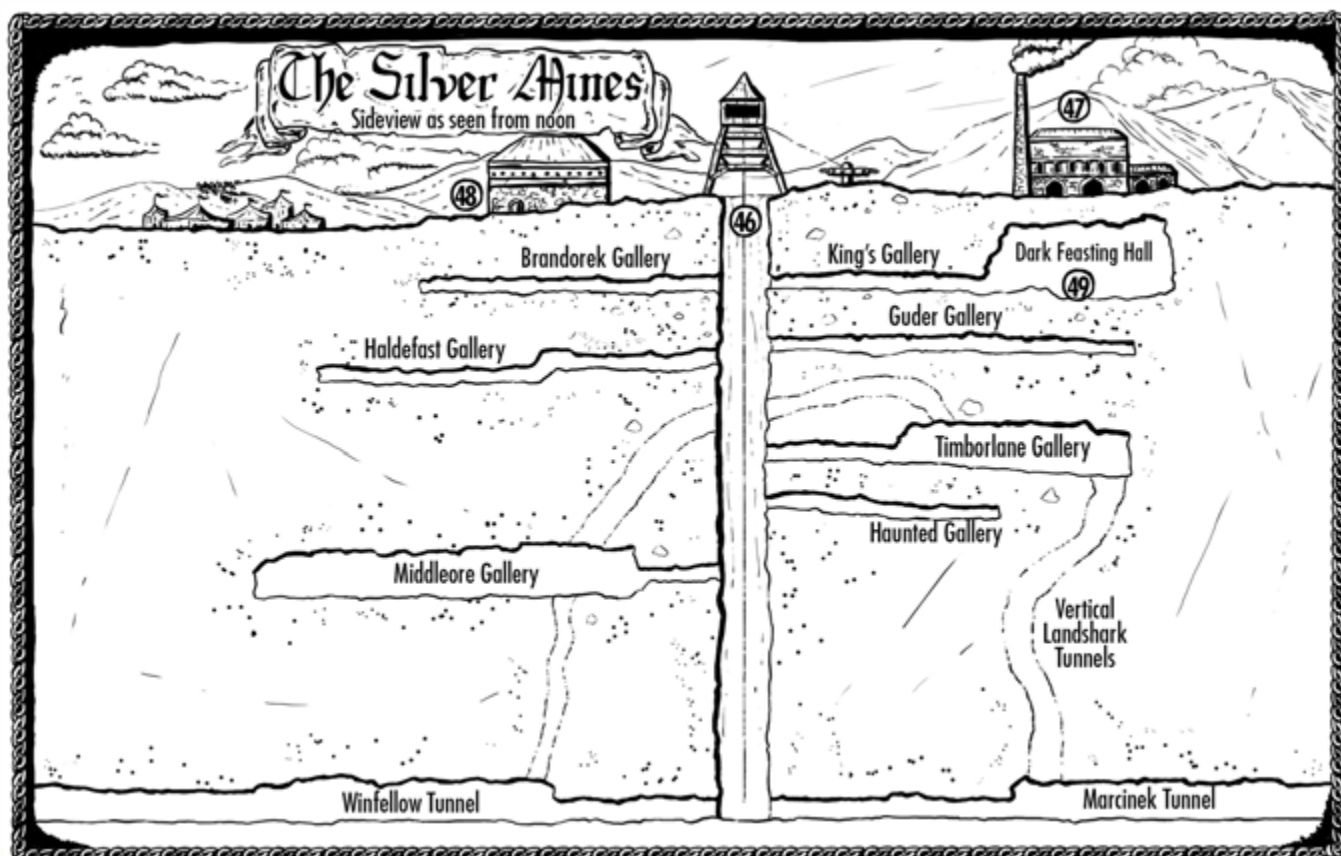 The Silver Mines
Sideview as seen from noon
47
48
46
Brandorek Gallery
King's Gallery
Dark Feasting Hall
49
Guder Gallery
Haldefast Gallery
Timborlane Gallery
Haunted Gallery
Middleore Gallery
Vertical
Landshark
Tunnels
Winfellow Tunnel
Marcinek Tunnel